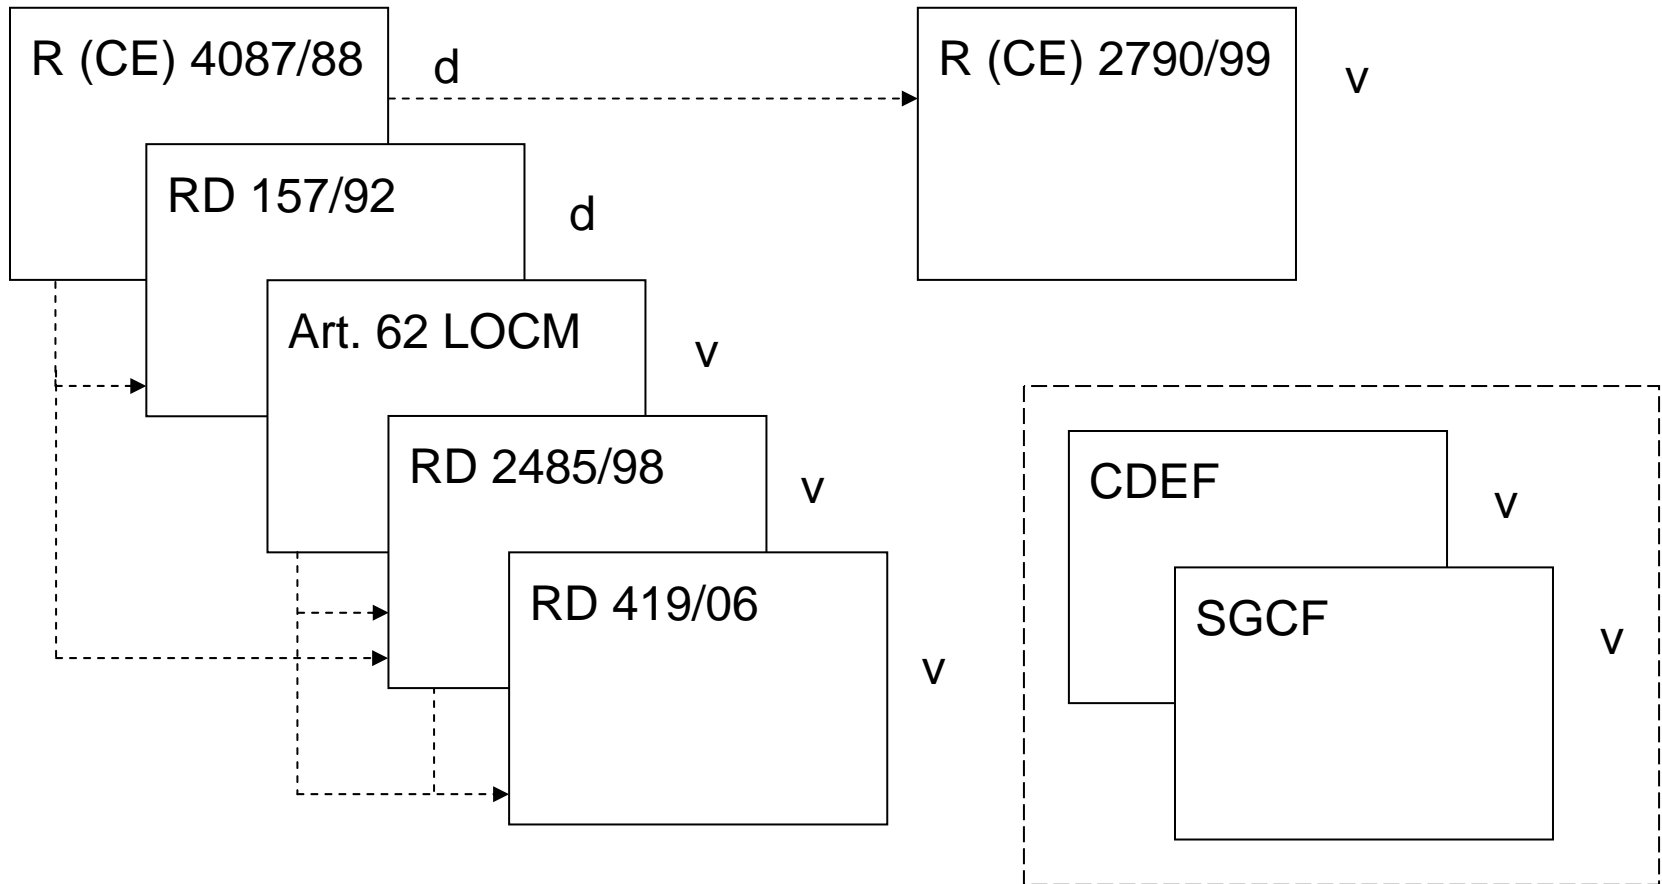 R (CE) 4087/88
d
R (CE) 2790/99
v
RD 157/92
d
Art. 62 LOCM
v
RD 2485/98
v
RD 419/06
v
CDEF
v
SGCF
v